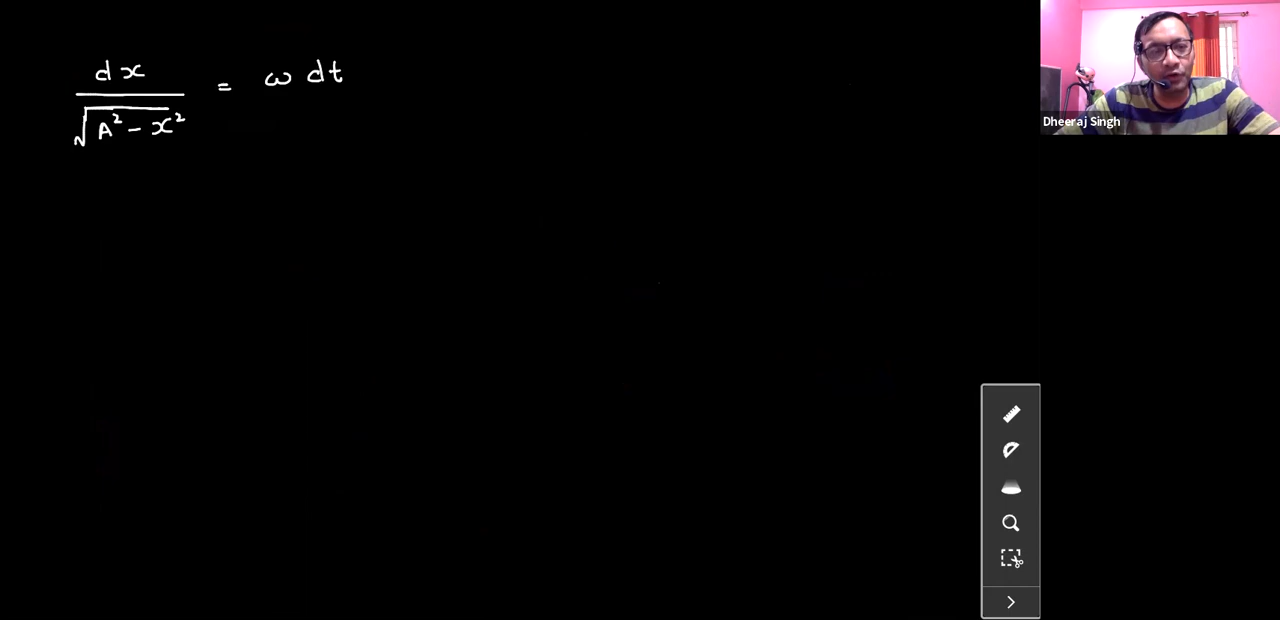 dx / √(A² - x²) = ω dt
Dheeraj Singh